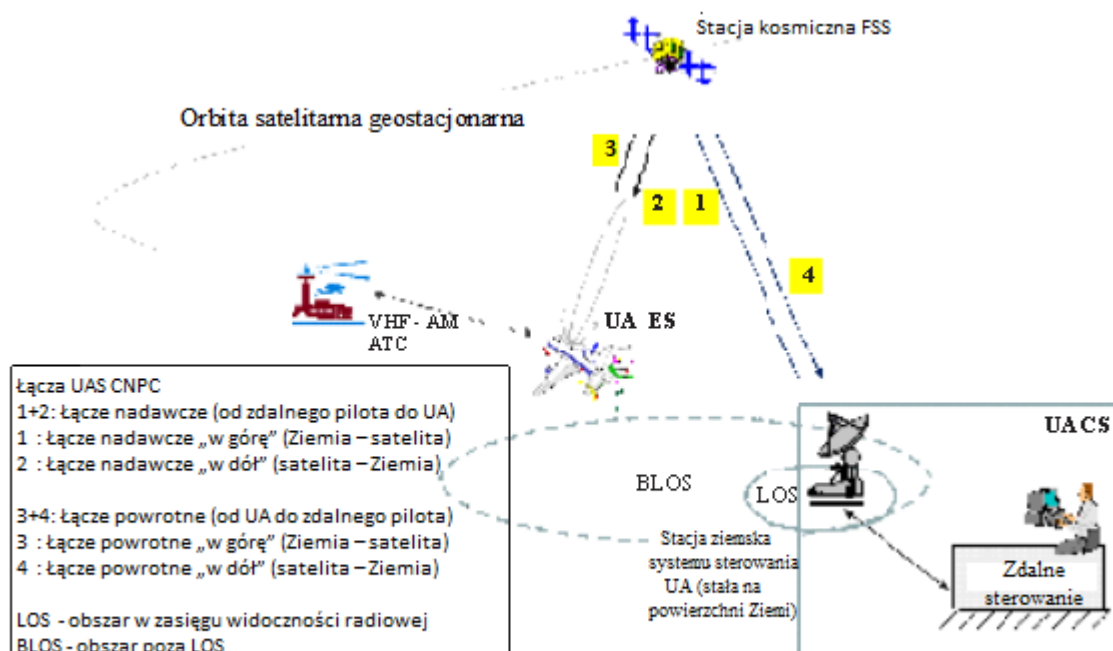 Stacja kosmiczna FSS
Orbita satelitarna geostacjonarna
3
2
1
4
VHF - AM
ATC
UA ES
UACS
BLOS
LOS
Stacja ziemska
systemu sterowania
UA (stała na
powierzchni Ziemi)
Zdalne
sterowanie
Łącza UAS CNPC
1+2: Łącze nadawcze (od zdalnego pilota do UA)
1 : Łącze nadawcze „w górę” (Ziemia – satelita)
2 : Łącze nadawcze „w dół” (satelita – Ziemia)
3+4: Łącze powrotne (od UA do zdalnego pilota)
3 : Łącze powrotne „w górę” (Ziemia – satelita)
4 : Łącze powrotne „w dół” (satelita – Ziemia)
LOS - obszar w zasięgu widoczności radiowej
BLOS - obszar poza LOS